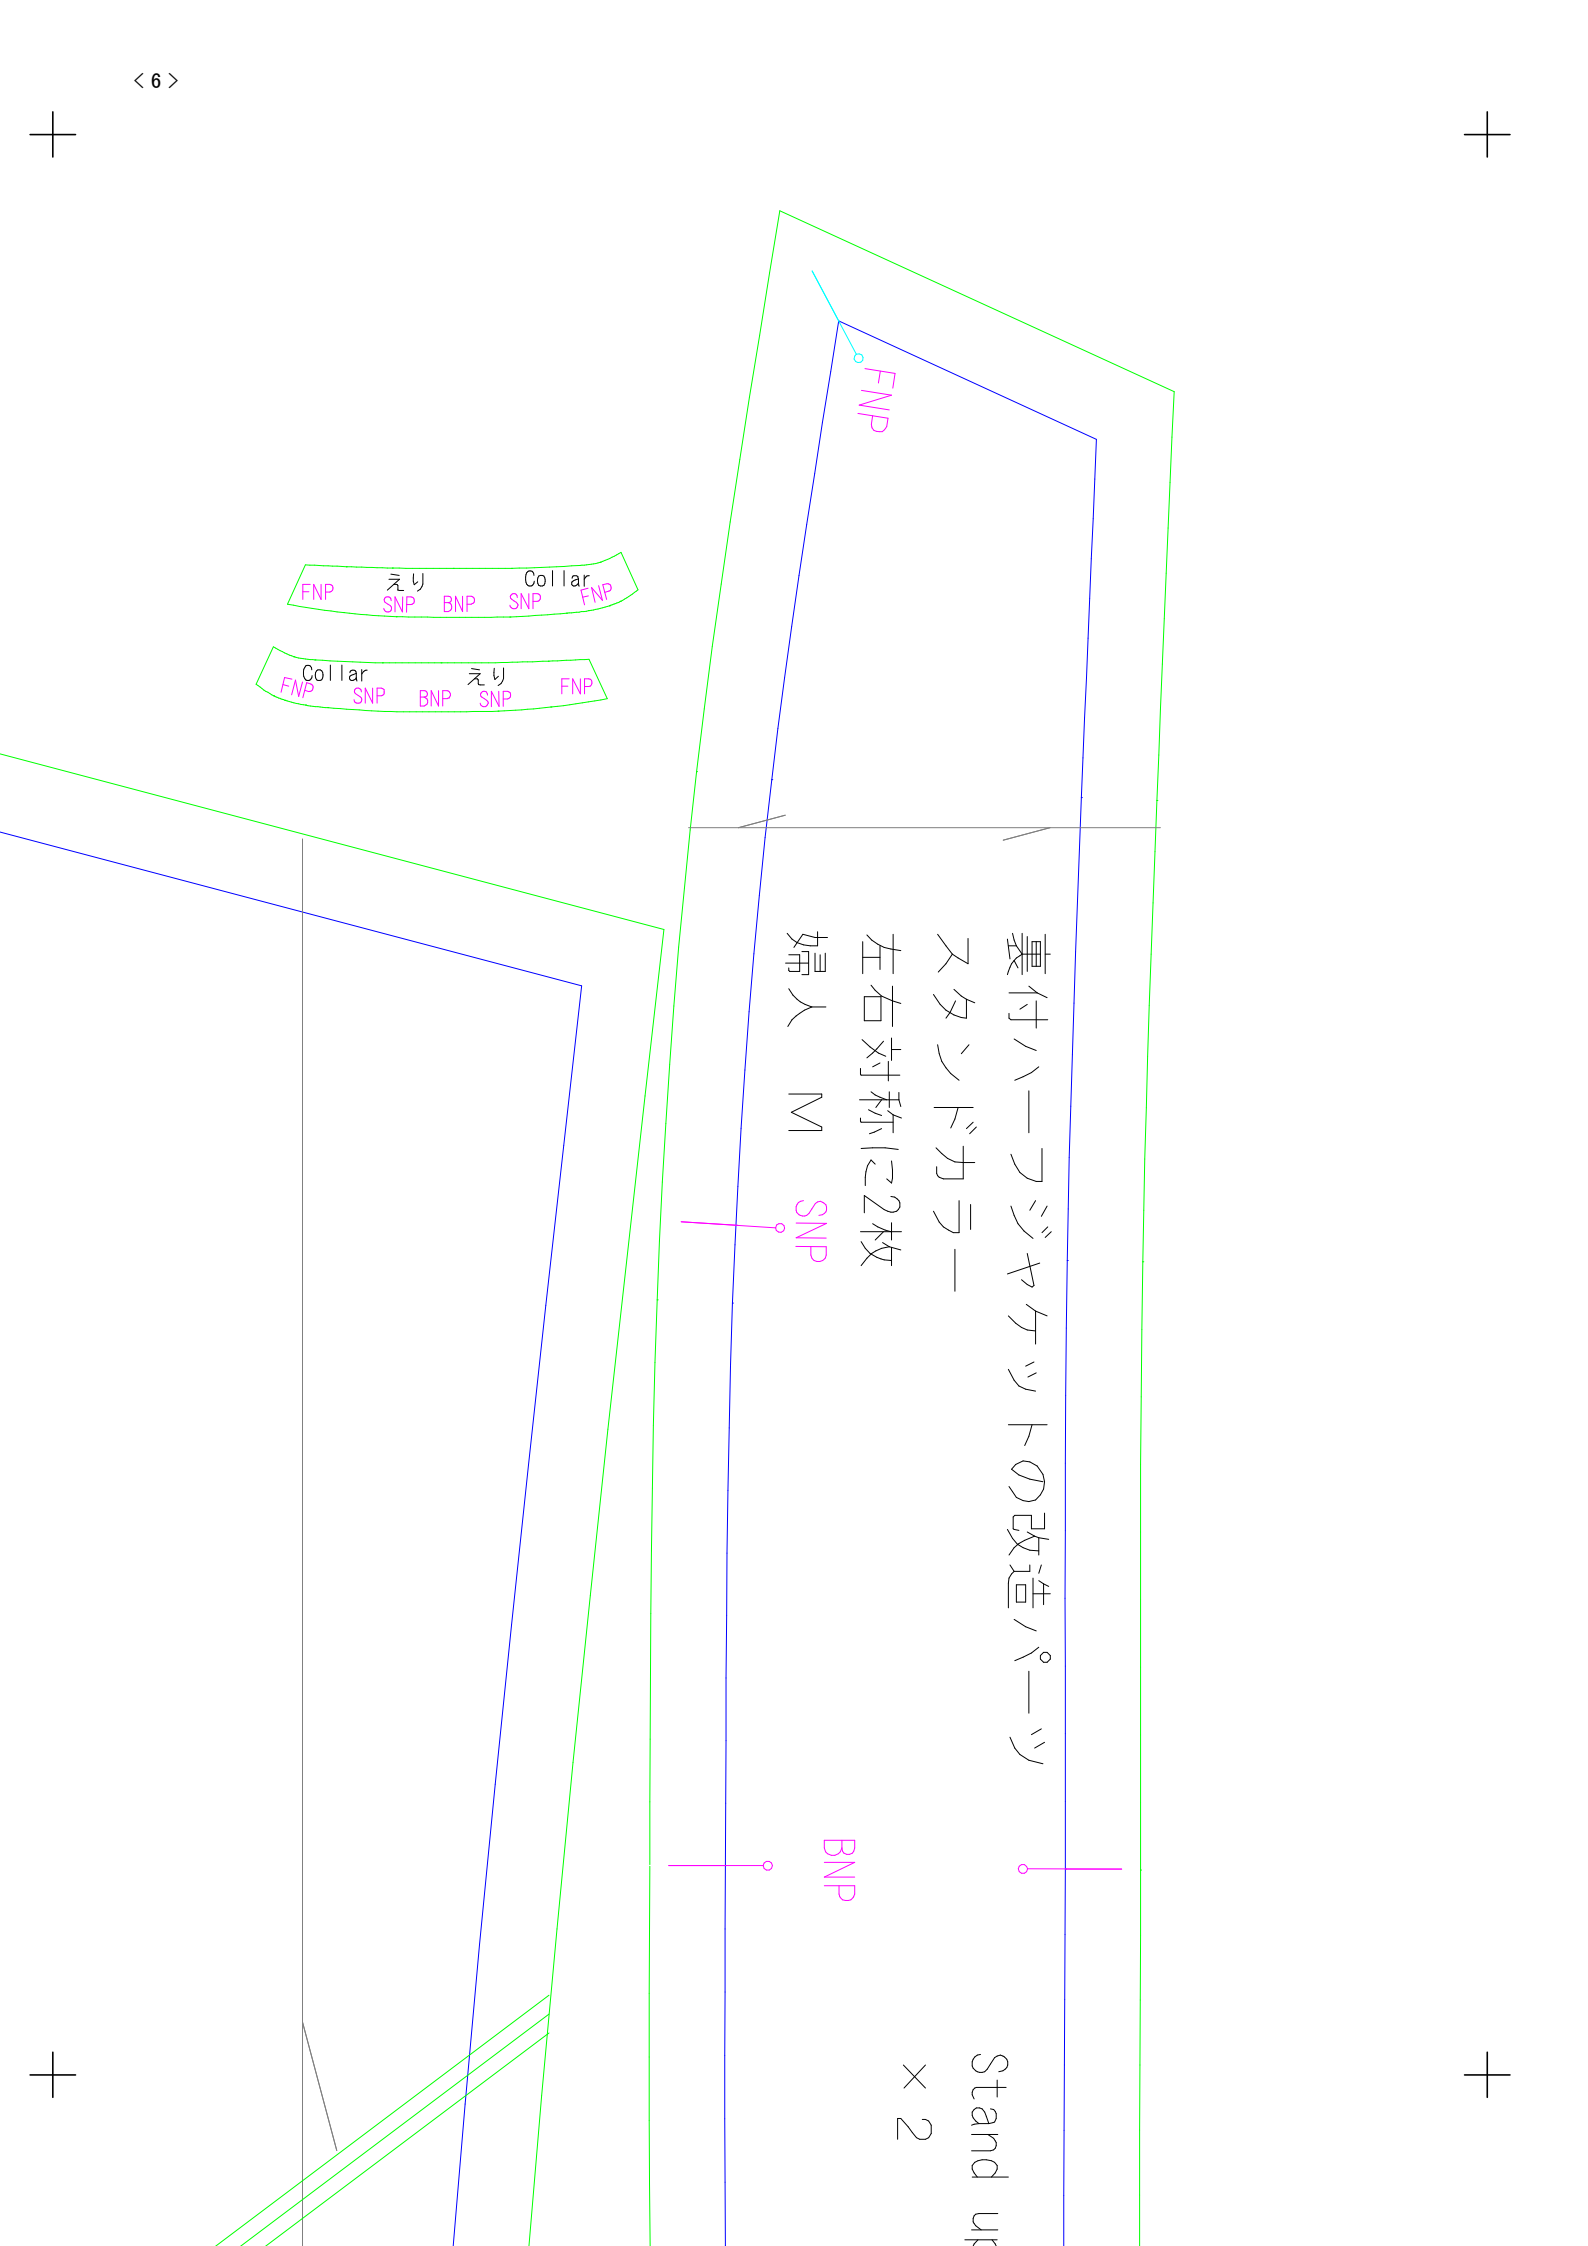 <6>
FNP
えり Collar
FNP SNP BNP SNP FNP
Collar えり
FNP SNP BNP SNP FNP
裏付ハーフジャケットの改造パーツ
スタンドカラー
左右対称に2枚
婦人 M
SNP
BNP
Stand up
×2